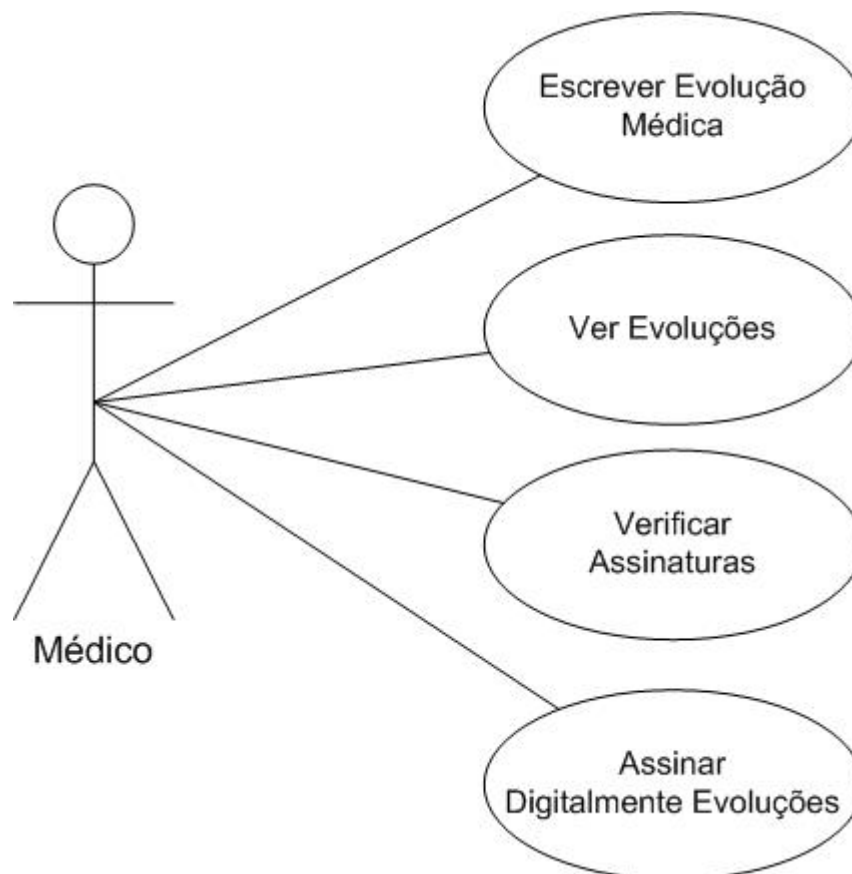 Escrever Evolução
Médica
Ver Evoluções
Verificar
Assinaturas
Médico
Assinar
Digitalmente Evoluções